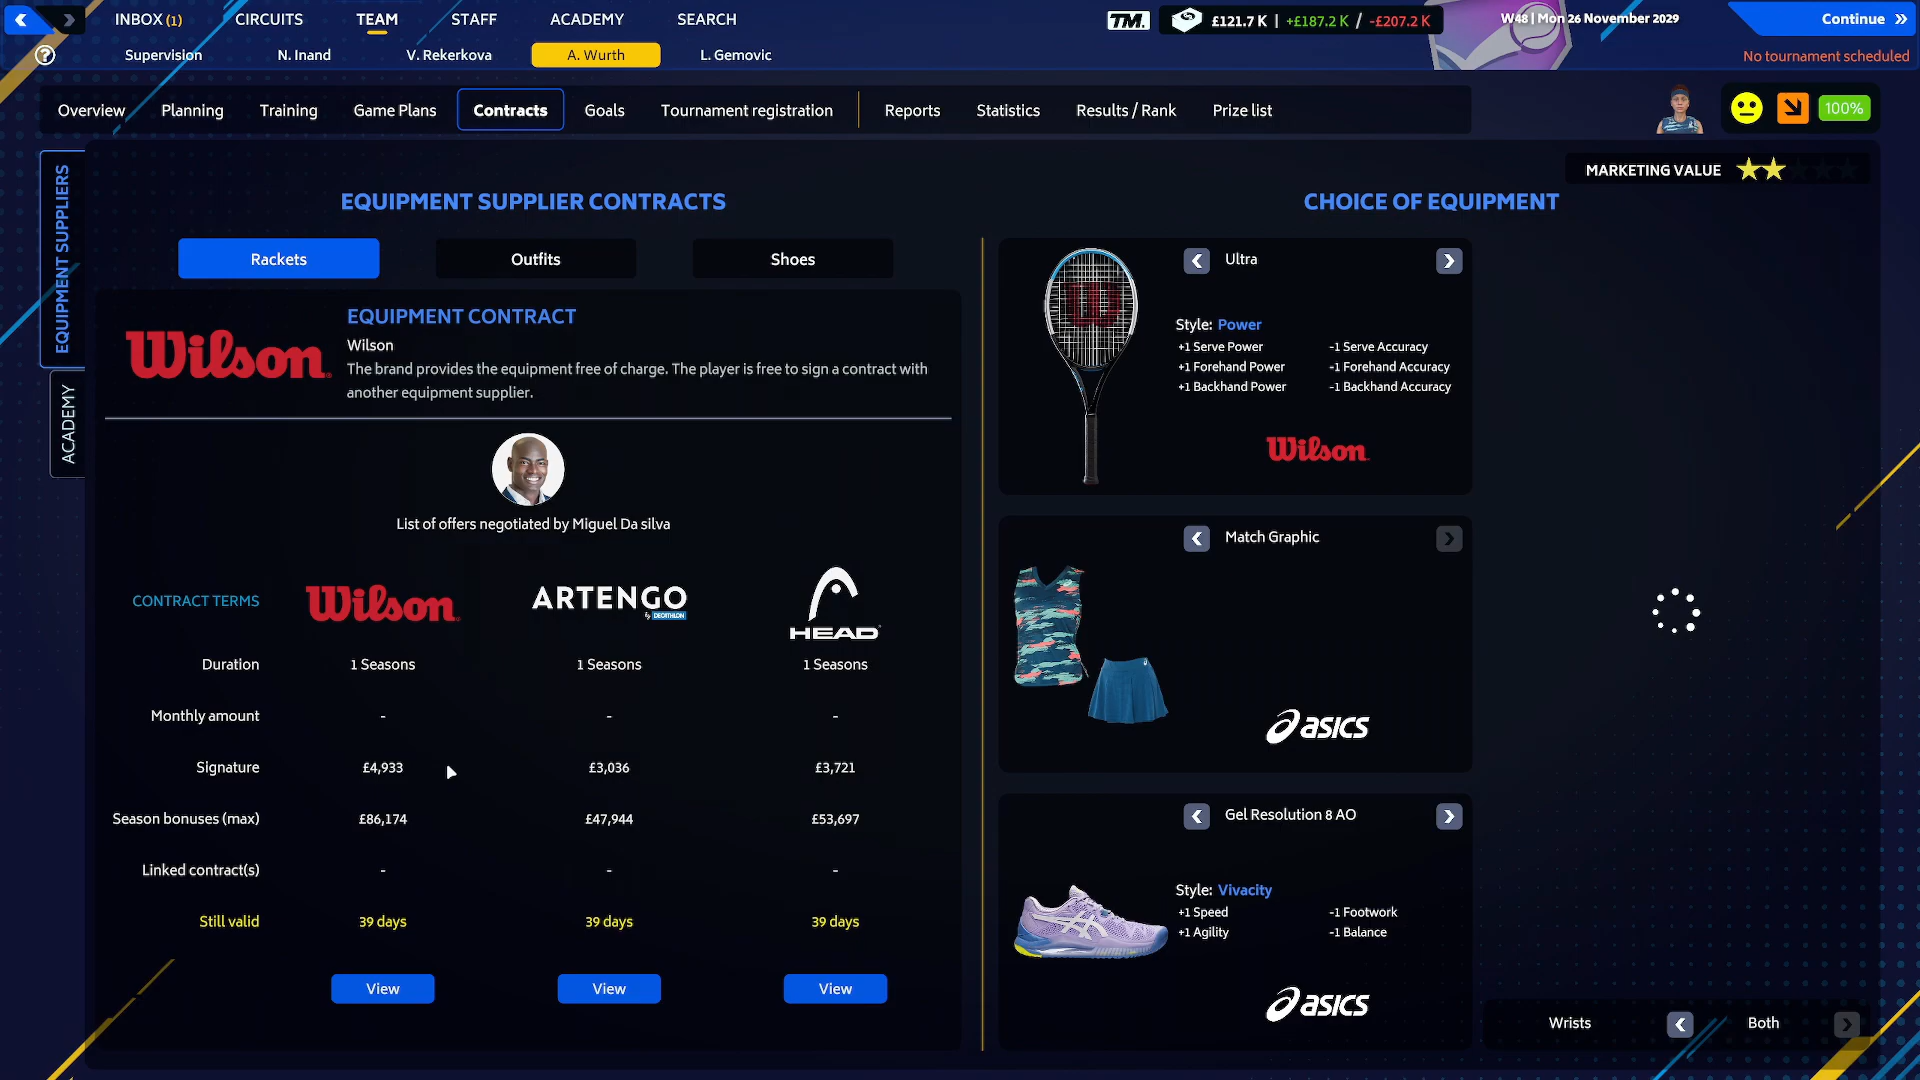 INBOX (1)
CIRCUITS
TEAM
STAFF
ACADEMY
SEARCH
TM.
£121.7 K | +£187.2 K / -£207.2 K
W48 | Mon 26 November 2029
Continue
Supervision
N. Inand
V. Rekerkova
A. Wurth
L. Gemovic
No tournament scheduled
Overview
Planning
Training
Game Plans
Contracts
Goals
Tournament registration
Reports
Statistics
Results / Rank
Prize list
100%
EQUIPMENT SUPPLIERS
ACADEMY
MARKETING VALUE
EQUIPMENT SUPPLIER CONTRACTS
Rackets
Outfits
Shoes
Wilson
EQUIPMENT CONTRACT
Wilson
The brand provides the equipment free of charge. The player is free to sign a contract with
another equipment supplier.
List of offers negotiated by Miguel Da silva
CONTRACT TERMS
Wilson
ARTENGO
by DECATHLON
HEAD
Duration
1 Seasons
1 Seasons
1 Seasons
Monthly amount
-
-
-
Signature
£4,933
£3,036
£3,721
Season bonuses (max)
£86,174
£47,944
£53,697
Linked contract(s)
-
-
-
Still valid
39 days
39 days
39 days
View
View
View
CHOICE OF EQUIPMENT
Ultra
Style: Power
+1 Serve Power
-1 Serve Accuracy
+1 Forehand Power
-1 Forehand Accuracy
+1 Backhand Power
-1 Backhand Accuracy
Wilson
Match Graphic
asics
Gel Resolution 8 AO
Style: Vivacity
+1 Speed
-1 Footwork
+1 Agility
-1 Balance
asics
Wrists
Both